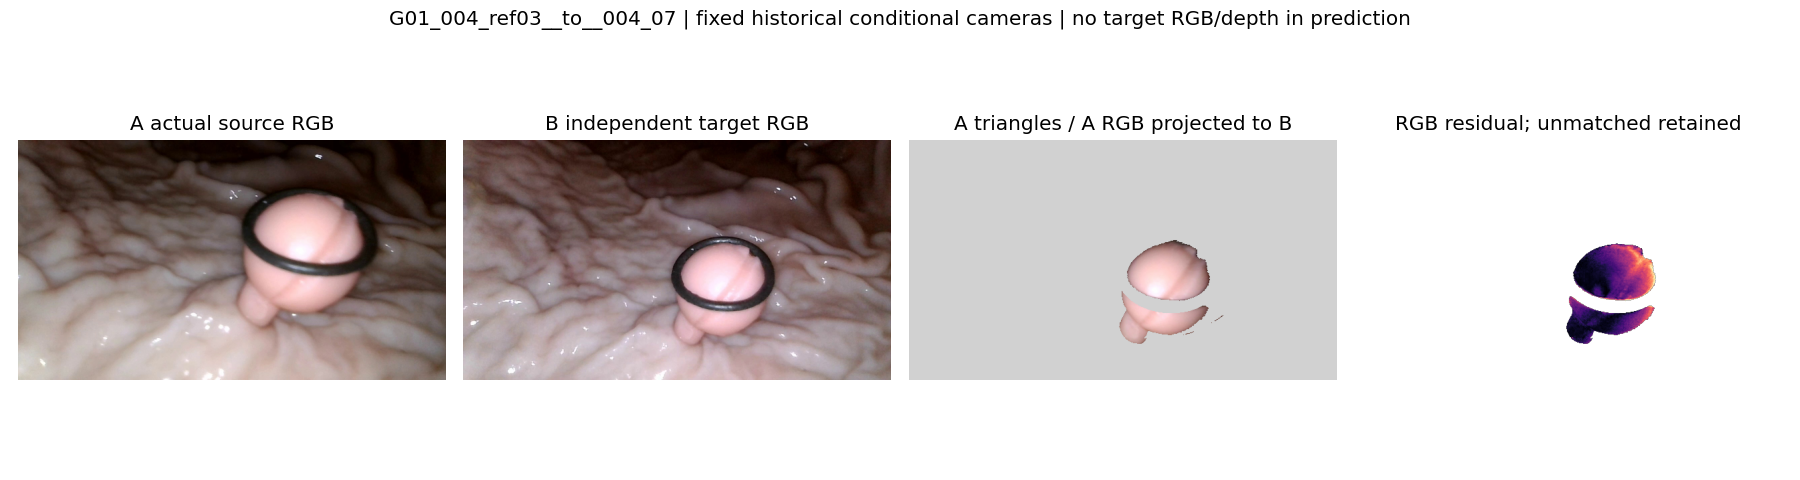 G01_004_ref03__to__004_07 | fixed historical conditional cameras | no target RGB/depth in prediction
A actual source RGB
B independent target RGB
A triangles / A RGB projected to B
RGB residual; unmatched retained